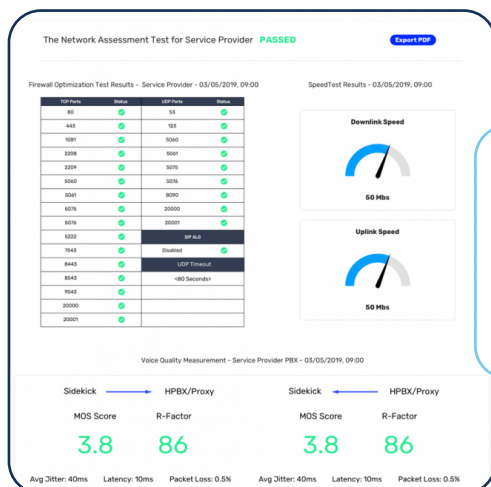 The Network Assessment Test for Service Provider PASSED
Export PDF
Firewall Optimization Test Results - Service Provider - 03/05/2019, 09:00
SpeedTest Results - 03/05/2019, 09:00
TCP Ports Status UDP Ports Status
80 53
443 123
1081 5060
2208 5061
2209 5075
5060 5076
5061 8090
5075 20000
5076 20001
5222 SIP ALG
7543 Disabled
8443 UDP Timeout
8543 <80 Seconds>
9543
20000
20001
Downlink Speed
50 Mbs
Uplink Speed
50 Mbs
Voice Quality Measurement - Service Provider PBX - 03/05/2019, 09:00
Sidekick HPBX/Proxy
MOS Score R-Factor
3.8 86
Avg Jitter: 40ms Latency: 10ms Packet Loss: 0.5%
Sidekick HPBX/Proxy
MOS Score R-Factor
3.8 86
Avg Jitter: 40ms Latency: 10ms Packet Loss: 0.5%